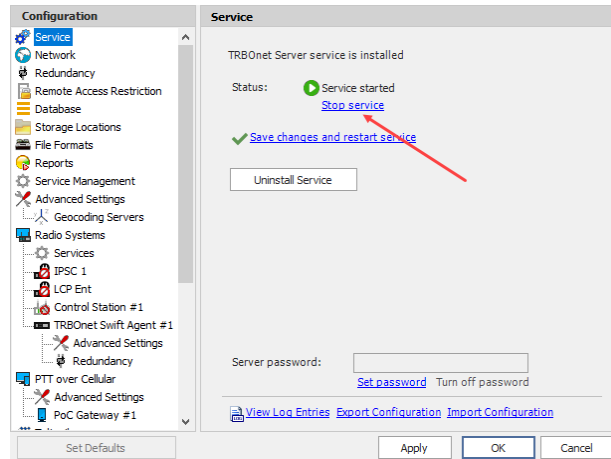 Configuration
Service
Network
Redundancy
Remote Access Restriction
Database
Storage Locations
File Formats
Reports
Service Management
Advanced Settings
Geocoding Servers
Radio Systems
Services
IPSC 1
LCP Ent
Control Station #1
TRBOnet Swift Agent #1
Advanced Settings
Redundancy
PTT over Cellular
Advanced Settings
PoC Gateway #1
Set Defaults
Service
TRBOnet Server service is installed
Status: Service started
Stop service
Save changes and restart service
Uninstall Service
Server password:
Set password Turn off password
View Log Entries Export Configuration Import Configuration
Apply OK Cancel